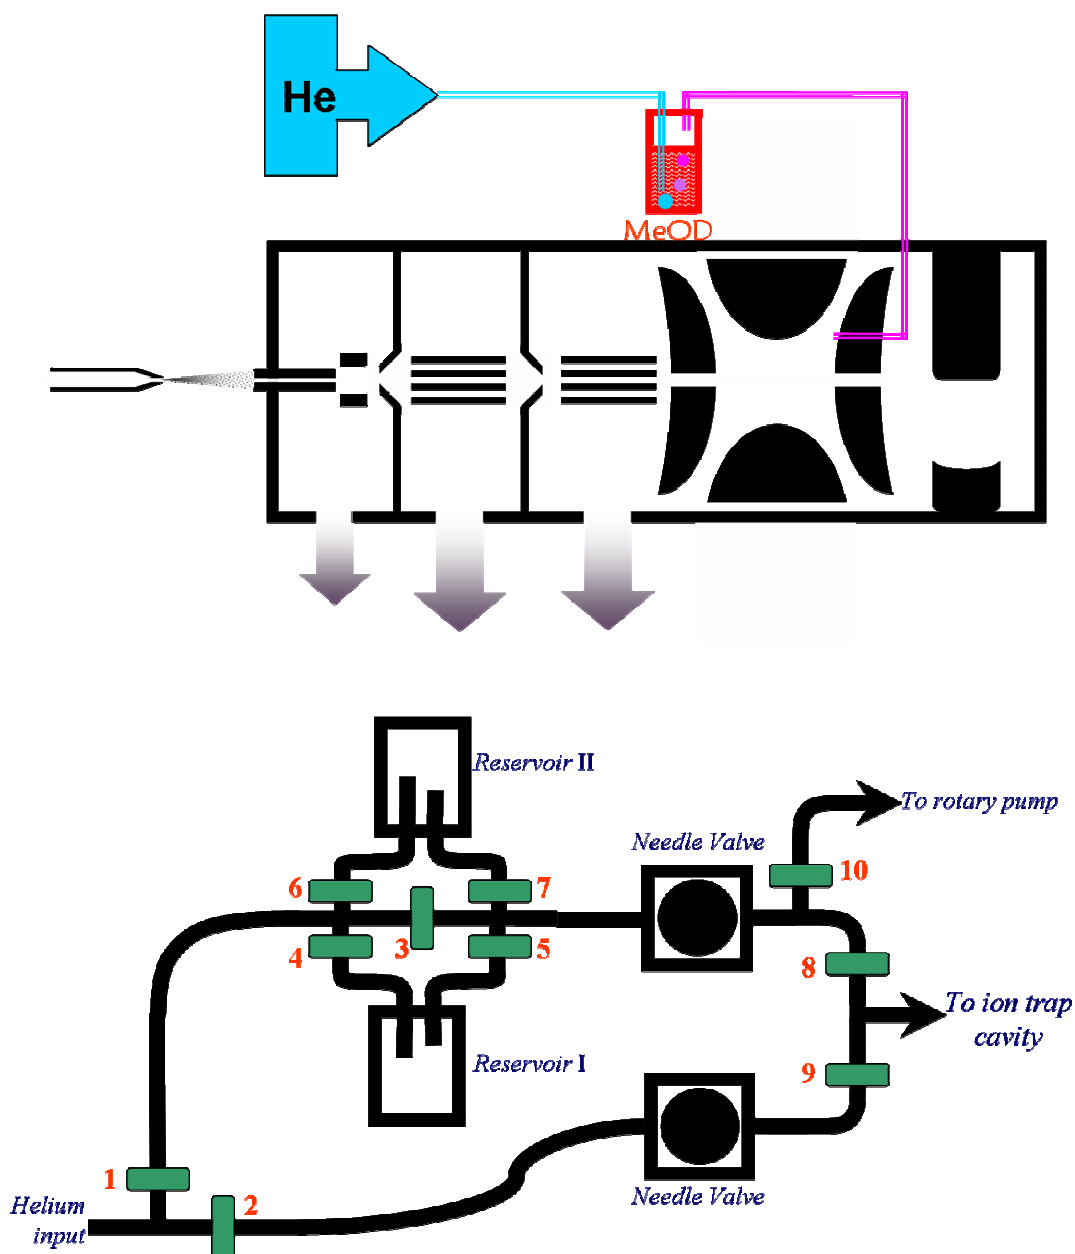 He
MeOD
Reservoir II
To rotary pump
Needle Valve
6
7
10
4
3
5
8
To ion trap
cavity
Reservoir I
9
1
2
Helium
input
Needle Valve